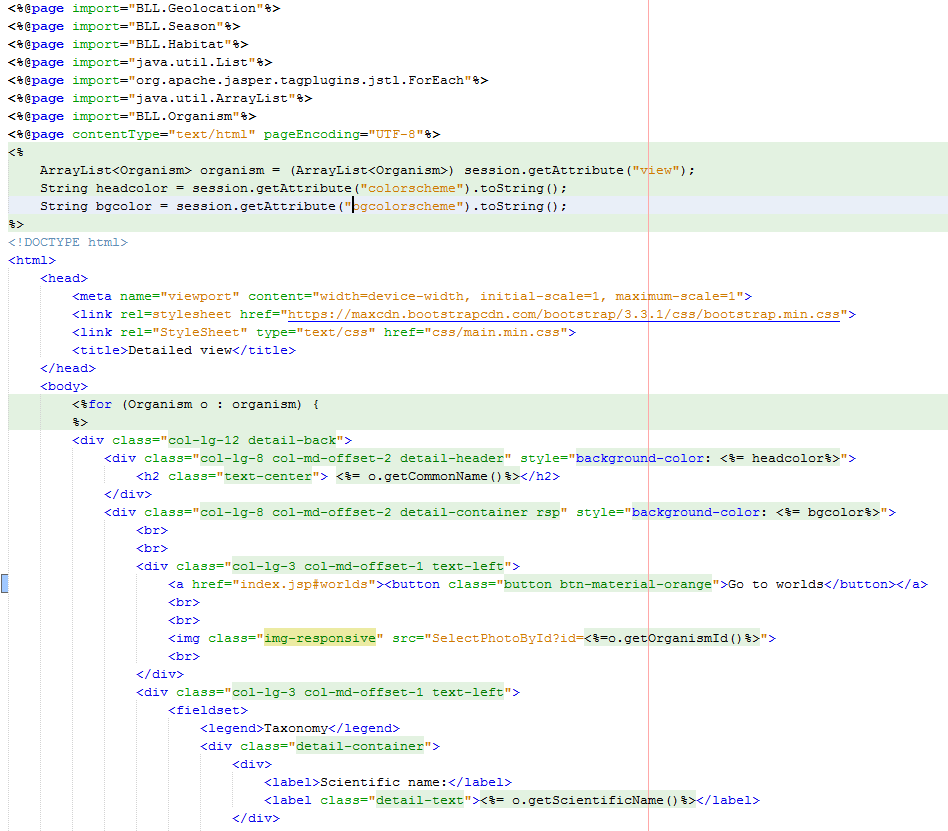 <%@page import="BLL.Geolocation"%>
<%@page import="BLL.Season"%>
<%@page import="BLL.Habitat"%>
<%@page import="java.util.List"%>
<%@page import="org.apache.jasper.tagplugins.jstl.ForEach"%>
<%@page import="java.util.ArrayList"%>
<%@page import="BLL.Organism"%>
<%@page contentType="text/html" pageEncoding="UTF-8"%>
<%
    ArrayList<Organism> organism = (ArrayList<Organism>) session.getAttribute("view");
    String headcolor = session.getAttribute("colorscheme").toString();
    String bgcolor = session.getAttribute("bgcolorscheme").toString();
%>
<!DOCTYPE html>
<html>
    <head>
        <meta name="viewport" content="width=device-width, initial-scale=1, maximum-scale=1">
        <link rel=stylesheet href="https://maxcdn.bootstrapcdn.com/bootstrap/3.3.1/css/bootstrap.min.css">
        <link rel="StyleSheet" type="text/css" href="css/main.min.css">
        <title>Detailed view</title>
    </head>
    <body>
        <%for (Organism o : organism) {
        %>
        <div class="col-lg-12 detail-back">
            <div class="col-lg-8 col-md-offset-2 detail-header" style="background-color: <%= headcolor%>">
                <h2 class="text-center"> <%= o.getCommonName()%></h2>
            </div>
            <div class="col-lg-8 col-md-offset-2 detail-container rsp" style="background-color: <%= bgcolor%>">
                <br>
                <br>
                <div class="col-lg-3 col-md-offset-1 text-left">
                    <a href="index.jsp#worlds"><button class="button btn-material-orange">Go to worlds</button></a>
                    <br>
                    <br>
                    <img class="img-responsive" src="SelectPhotoById?id=<%=o.getOrganismId()%>">
                    <br>
                </div>
                <div class="col-lg-3 col-md-offset-1 text-left">
                    <fieldset>
                        <legend>Taxonomy</legend>
                        <div class="detail-container">
                            <div>
                                <label>Scientific name:</label>
                                <label class="detail-text"><%= o.getScientificName()%></label>
                            </div>